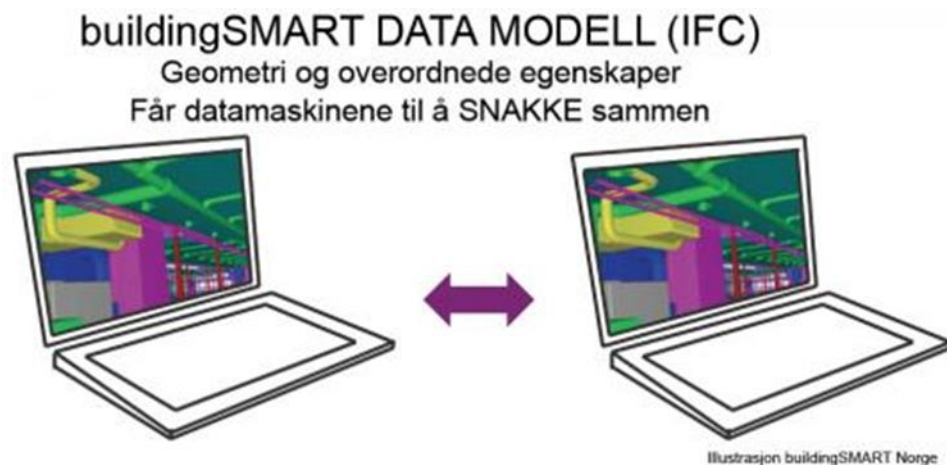 buildingSMART DATA MODELL (IFC)
Geometri og overordnede egenskaper
Får datamaskinene til å SNAKKE sammen
Illustrasjon buildingSMART Norge